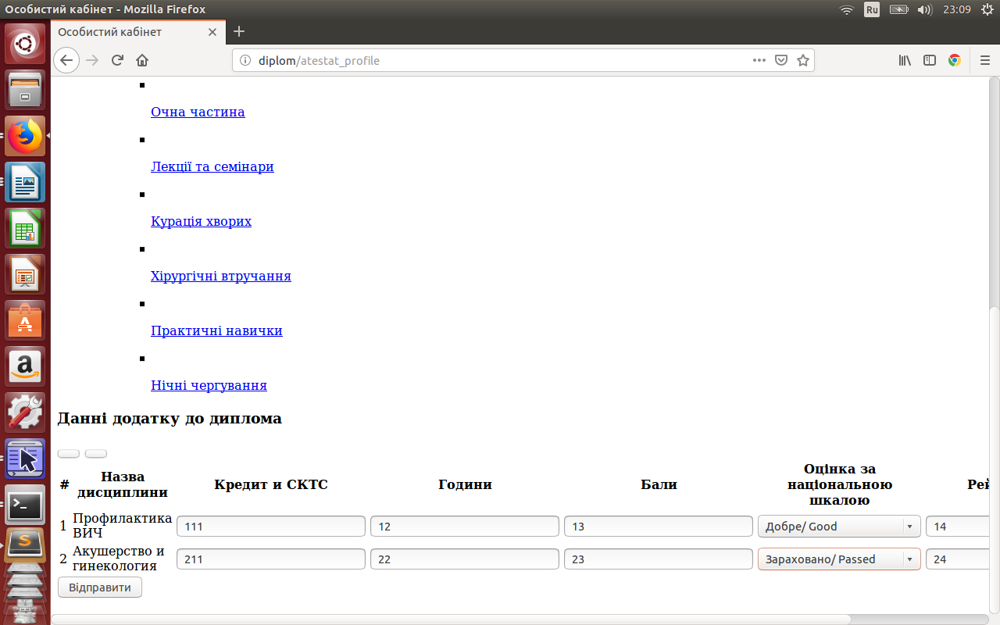 Особистий кабінет - Mozilla Firefox
Ru
23:09
Особистий кабінет
diplom/atestat_profile
Очна частина
Лекції та семінари
Курація хворих
Хірургічні втручання
Практичні навички
Нічні чергування
Данні додатку до диплома
# Назва дисциплини Кредит и СКТС Години Бали Оцінка за національною шкалою Рей
1 Профилактика ВИЧ 111 12 13 Добре/ Good 14
2 Акушерство и гинекология 211 22 23 Зараховано/ Passed 24
Відправити